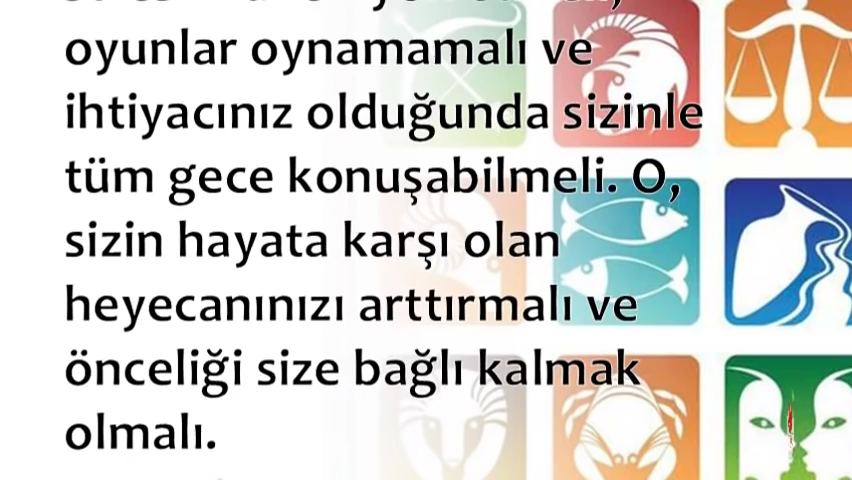 oyunlar oynamamalı ve
ihtiyacınız olduğunda sizinle
tüm gece konuşabilmeli. O,
sizin hayata karşı olan
heyecanınızı arttırmalı ve
önceliği size bağlı kalmak
olmalı.